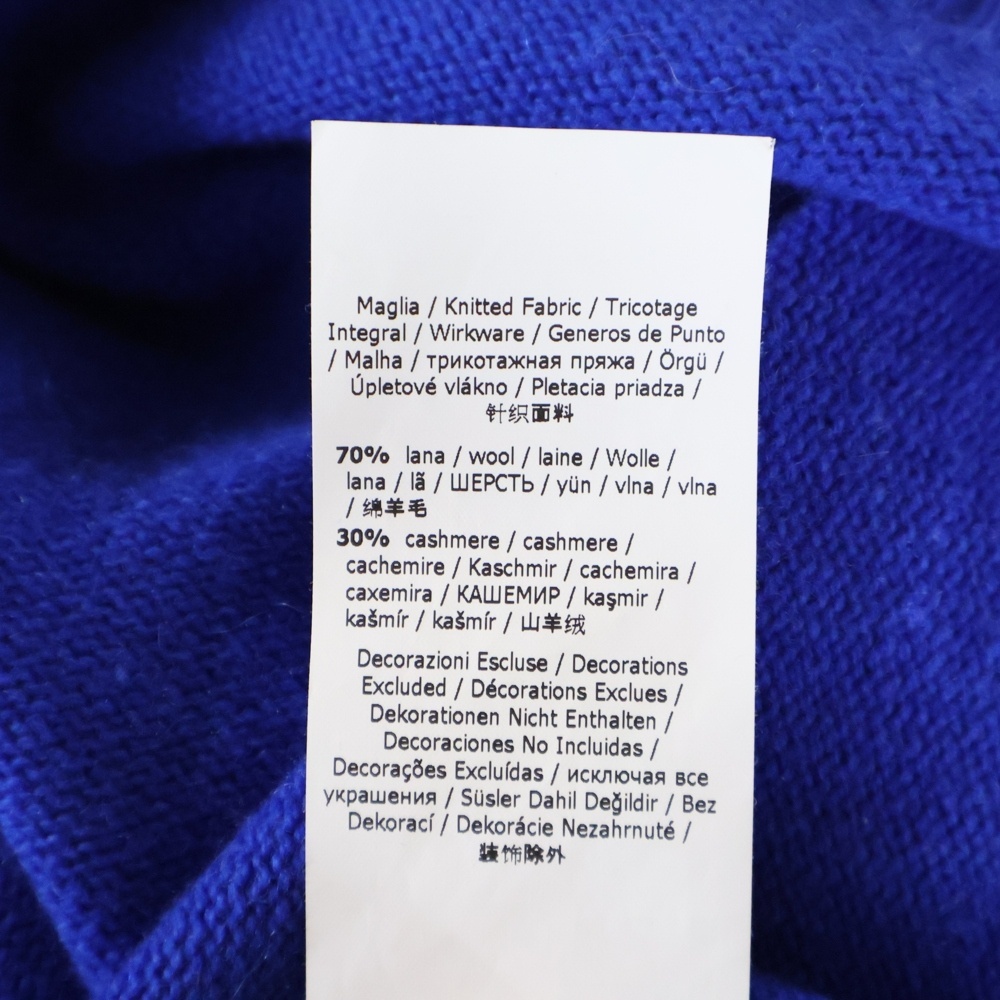 Maglia / Knitted Fabric / Tricotage
Integral / Wirkware / Generos de Punto
/ Malha / трикотажная пряжа / Örgü /
Úpletové vlákno / Pletacia priadza /
针织面料
70% lana / wool / laine / Wolle /
lana / lã / ШЕРСТЬ / yün / vlna / vlna
/ 绵羊毛
30% cashmere / cashmere /
cachemire / Kaschmir / cachemira /
caxemira / КАШЕМИР / kaşmir /
kašmír / kašmír / 山羊绒
Decorazioni Escluse / Decorations
Excluded / Décorations Exclues /
Dekorationen Nicht Enthalten /
Decoraciones No Incluidas /
Decorações Excluídas / исключая все
украшения / Süsler Dahil Değildir / Bez
Dekorací / Dekorácie Nezahrnuté /
装饰除外